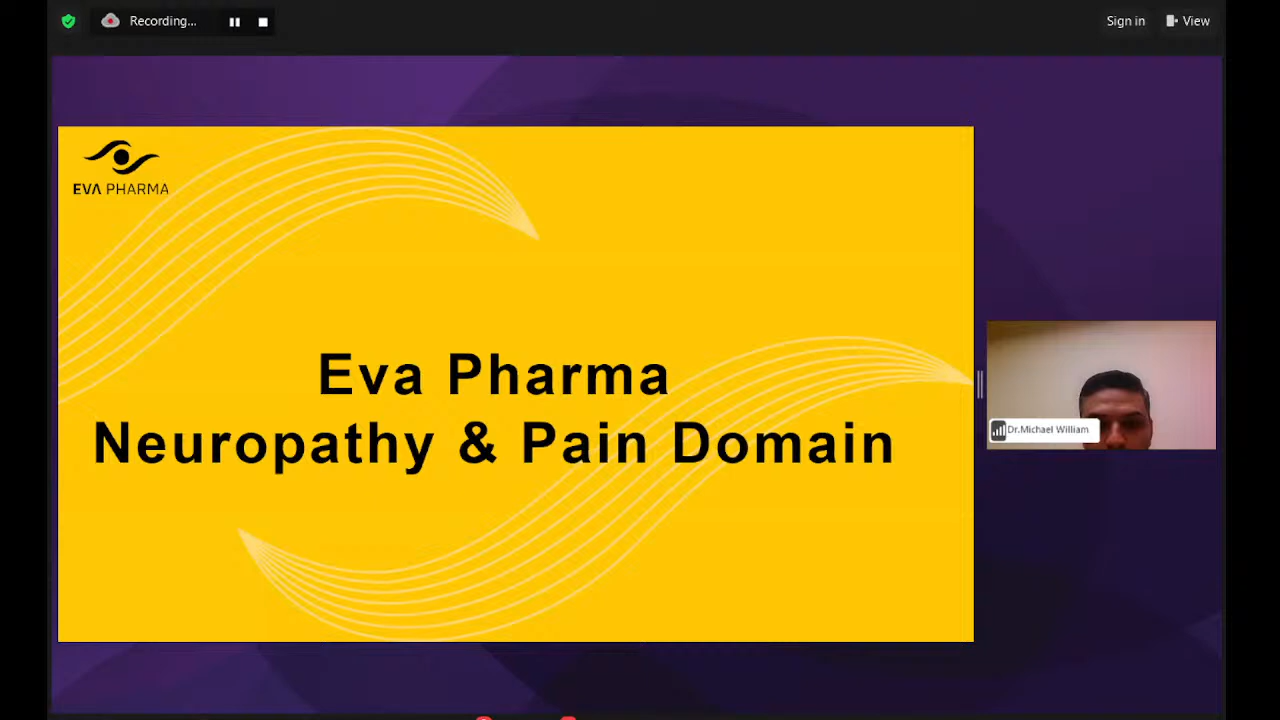 Recording...
Sign in
View
EVA PHARMA
Eva Pharma
Neuropathy & Pain Domain
Dr.Michael William